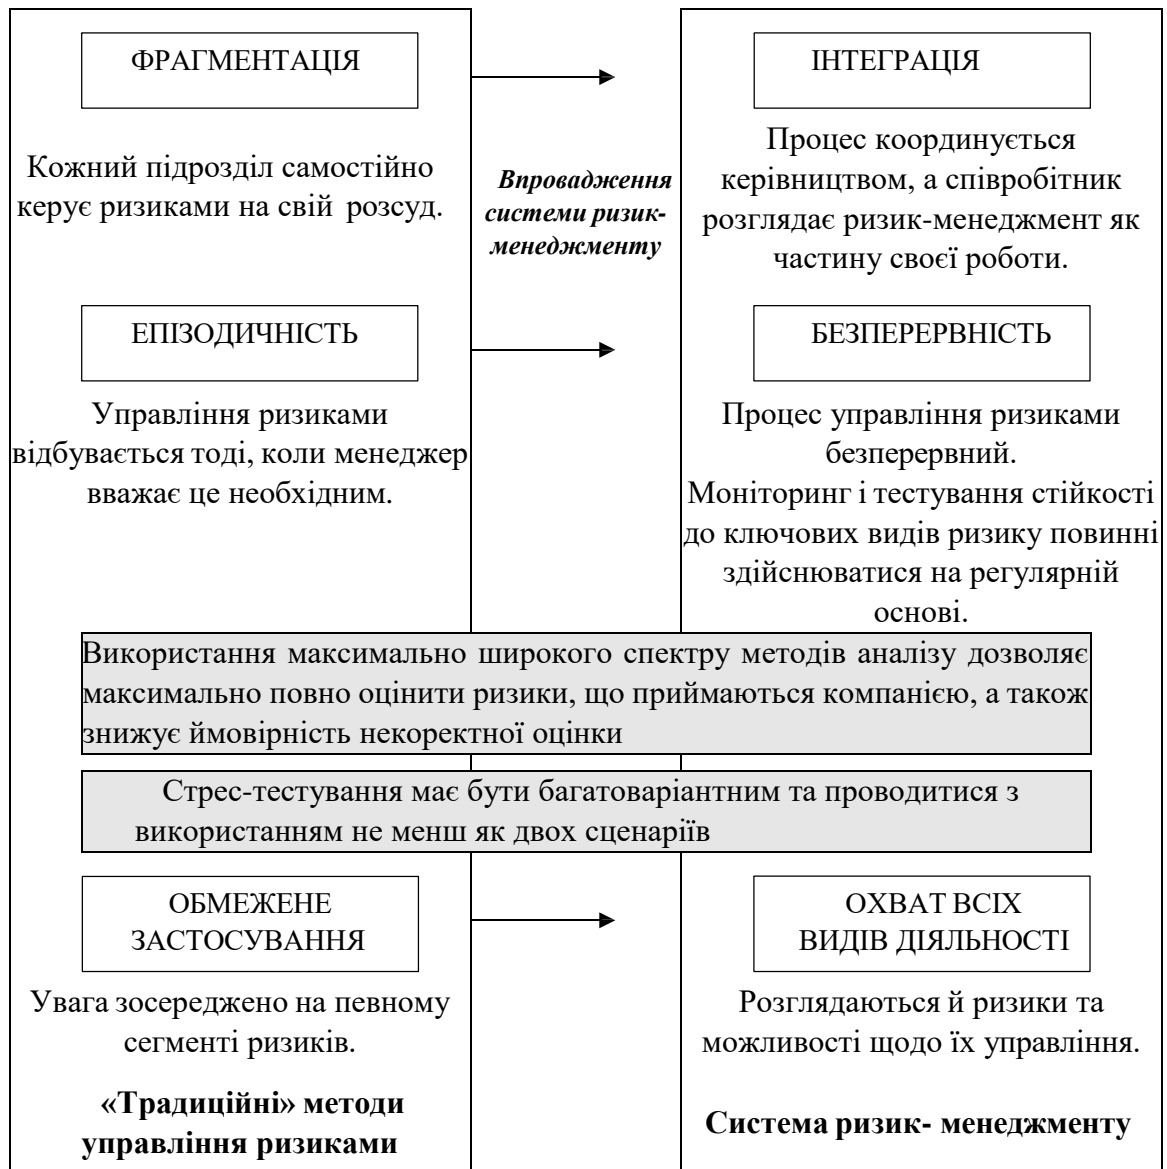 ФРАГМЕНТАЦІЯ
ІНТЕГРАЦІЯ
Кожний підрозділ самостійно
керує ризиками на свій розсуд.
Впровадження
системи ризик-
менеджменту
Процес координується
керівництвом, а співробітник
розглядає ризик-менеджмент як
частину своєї роботи.
ЕПІЗОДИЧНІСТЬ
БЕЗПЕРЕРВНІСТЬ
Управління ризиками
відбувається тоді, коли менеджер
вважає це необхідним.
Процес управління ризиками
безперервний.
Моніторинг і тестування стійкості
до ключових видів ризику повинні
здійснюватися на регулярній
основі.
Використання максимально широкого спектру методів аналізу дозволяє
максимально повно оцінити ризики, що приймаються компанією, а також
знижує ймовірність некоректної оцінки
Стрес-тестування має бути багатоваріантним та проводитися з
використанням не менш як двох сценаріїв
ОБМЕЖЕНЕ
ЗАСТОСУВАННЯ
ОХВАТ ВСІХ
ВИДІВ ДІЯЛЬНОСТІ
Увага зосереджено на певному
сегменті ризиків.
Розглядаються й ризики та
можливості щодо їх управління.
«Традиційні» методи
управління ризиками
Система ризик- менеджменту